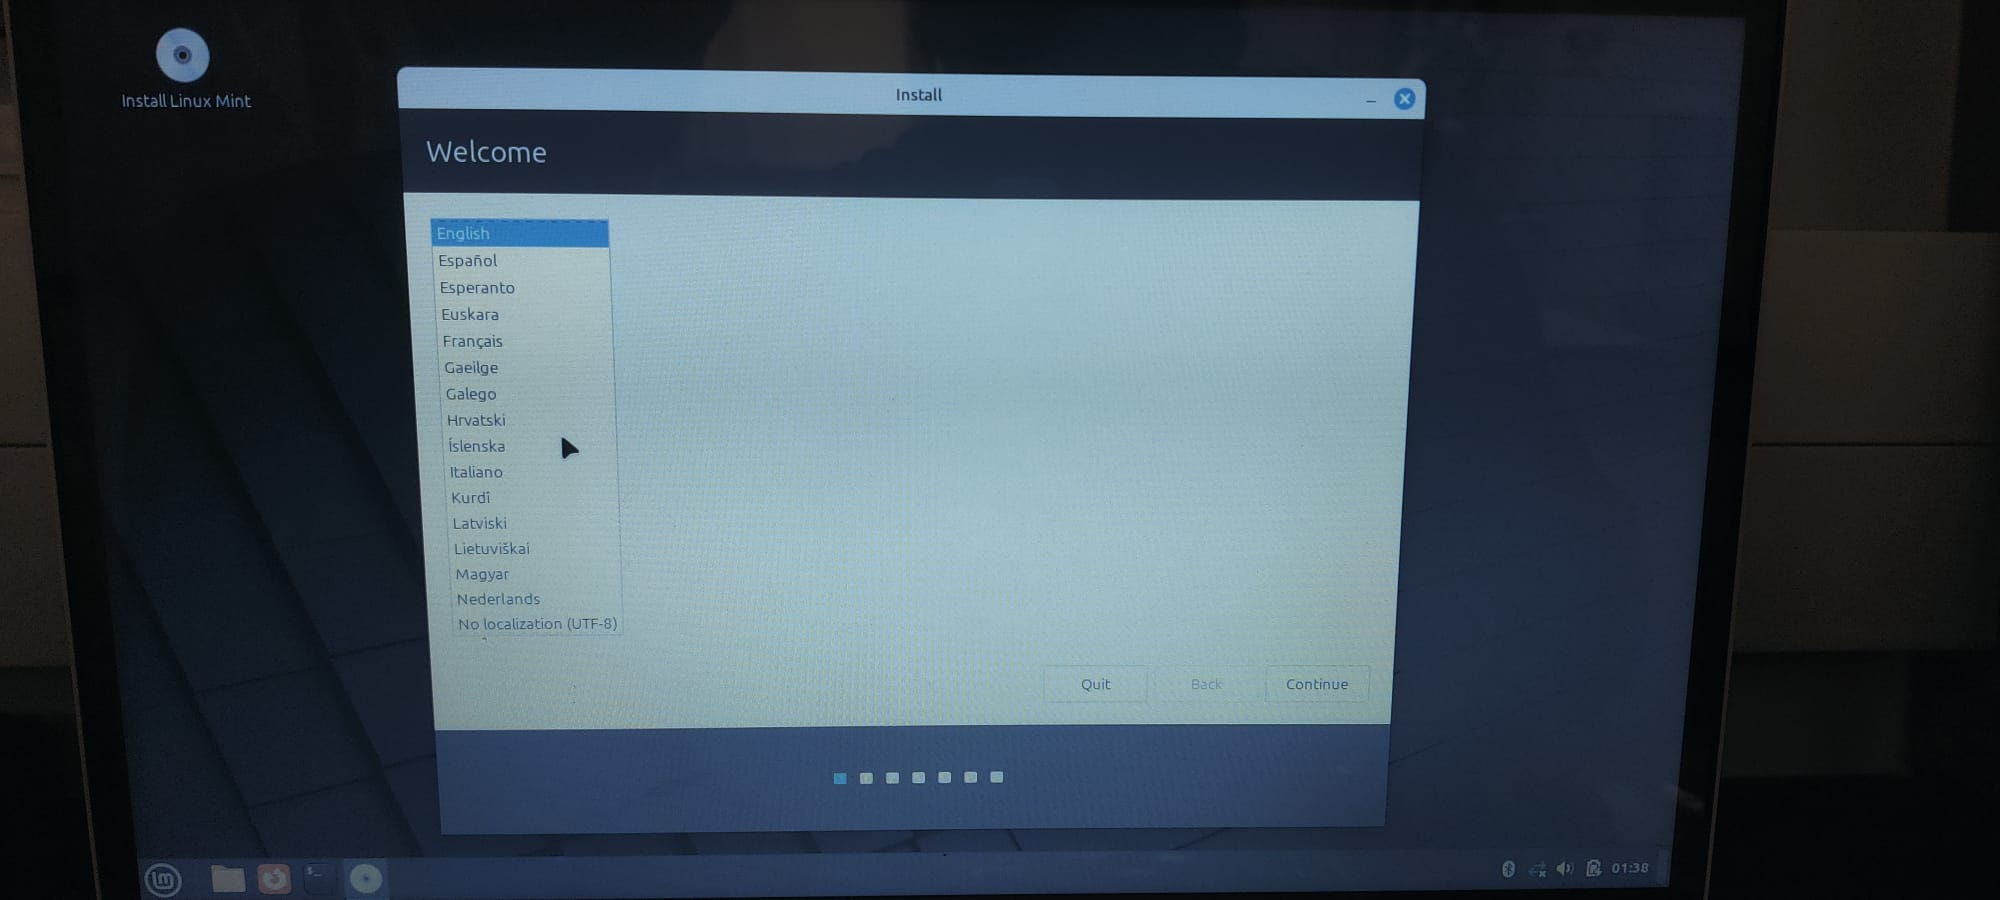 Install Linux Mint
Install
Welcome
English
Español
Esperanto
Euskara
Français
Gaeilge
Galego
Hrvatski
Íslenska
Italiano
Kurdî
Latviski
Lietuviškai
Magyar
Nederlands
No localization (UTF-8)
Quit
Back
Continue
01:38